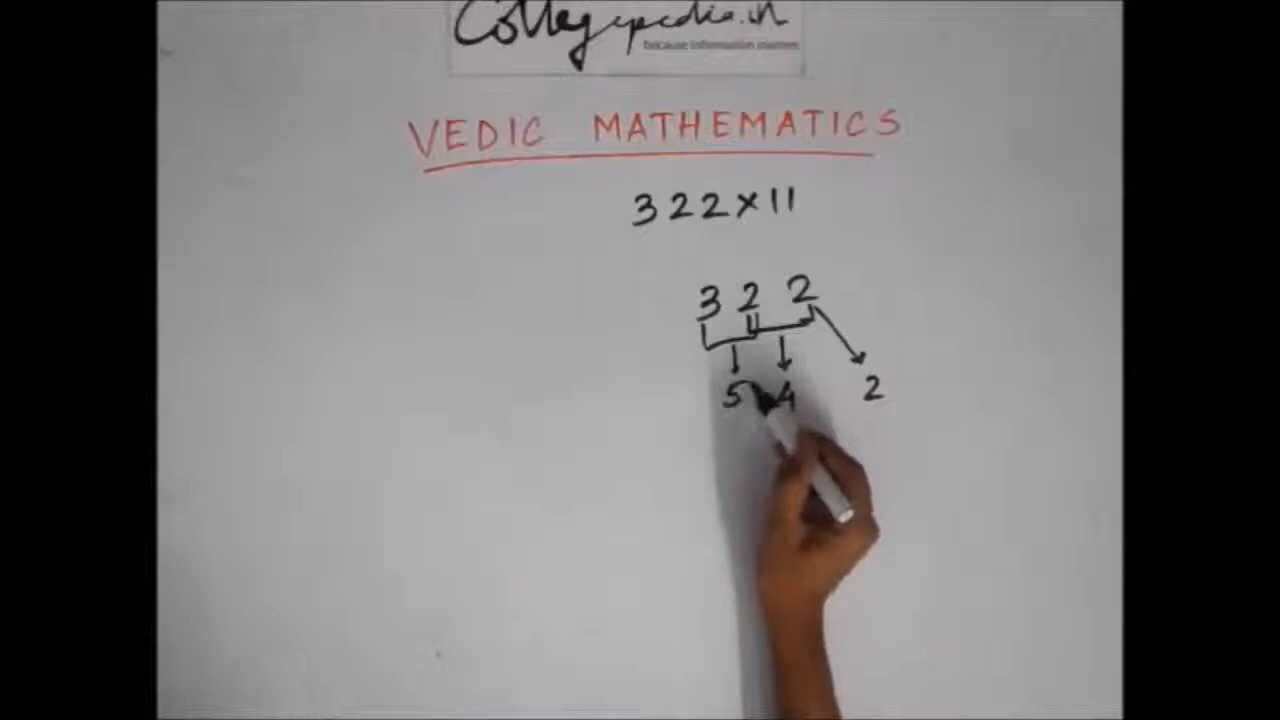 Collegepedia.in
because information matters
VEDIC MATHEMATICS
322×11
3 2 2
5 4 2